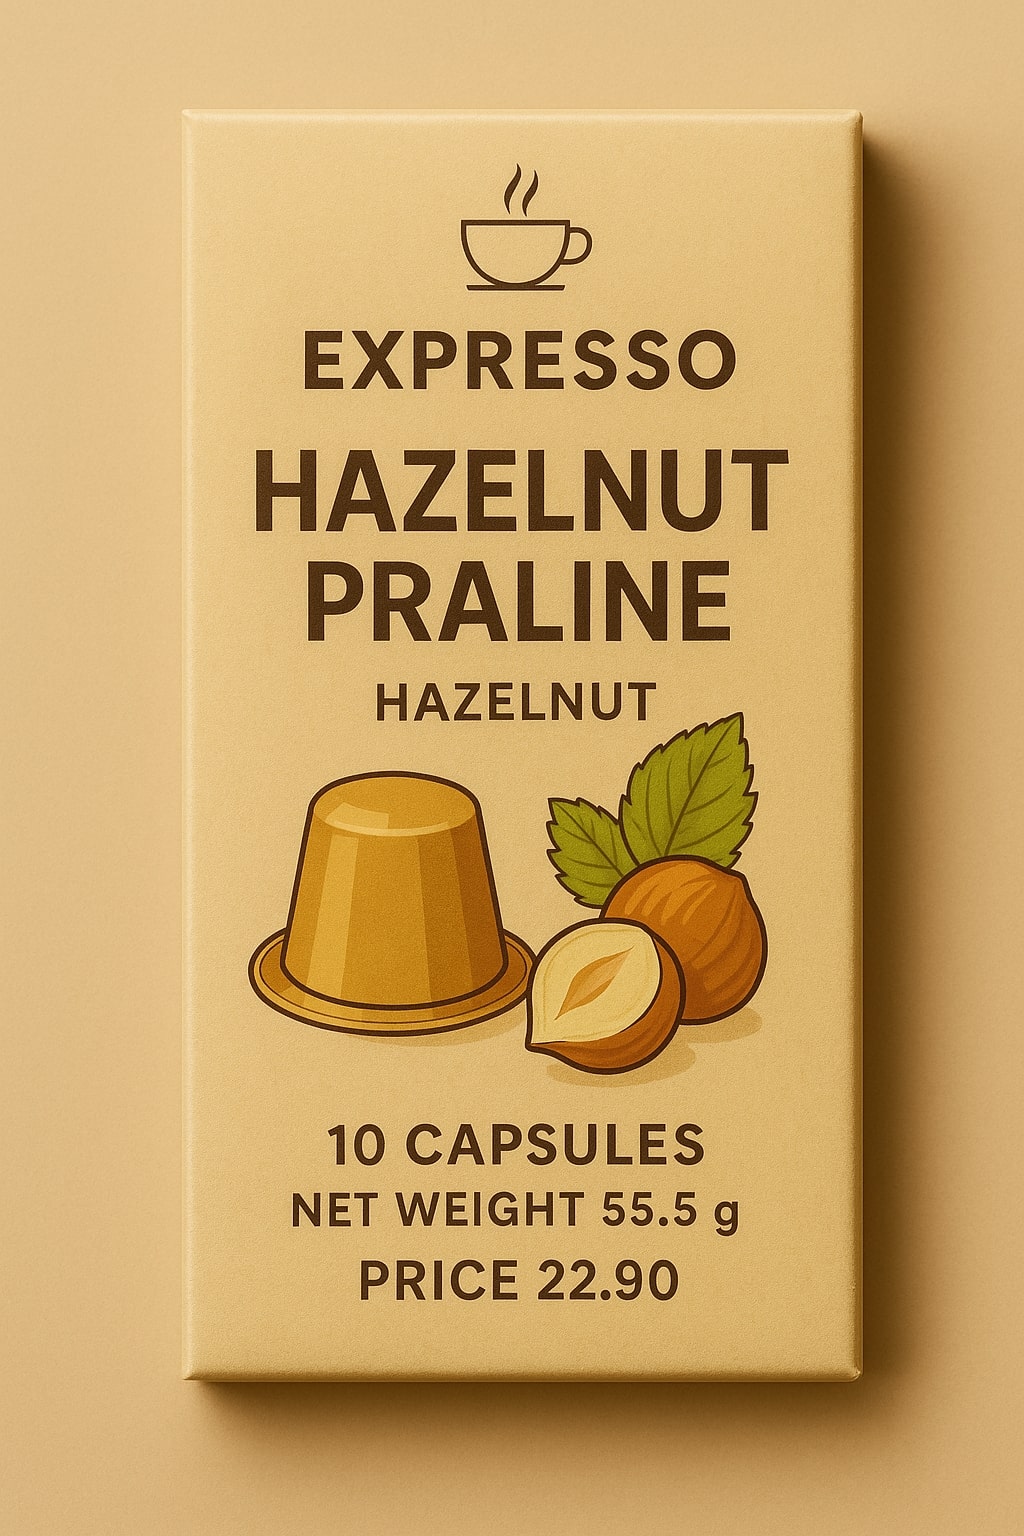 EXPRESSO
HAZELNUT
PRALINE
HAZELNUT
10 CAPSULES
NET WEIGHT 55.5 g
PRICE 22.90